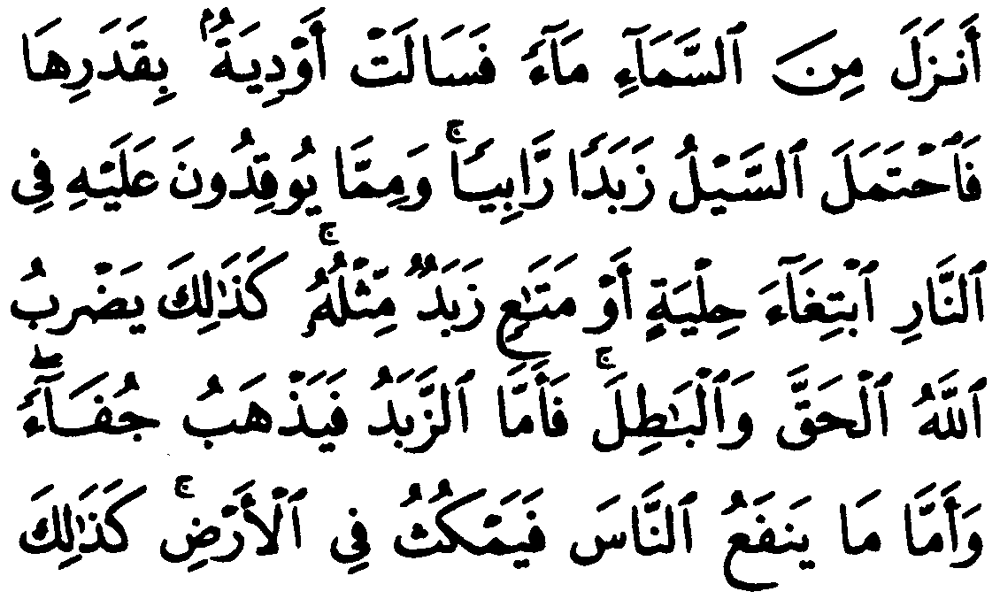 أَنزَلَ مِنَ ٱلسَّمَآءِ مَآءً فَسَالَتْ أَوْدِيَةٌۢ بِقَدَرِهَا
فَٱحْتَمَلَ ٱلسَّيْلُ زَبَدًا رَّابِيًاۚ وَمِمَّا يُوقِدُونَ عَلَيْهِ فِى
ٱلنَّارِ ٱبْتِغَآءَ حِلْيَةٍ أَوْ مَتَـٰعٍ زَبَدٌ مِّثْلُهُۥۚ كَذَٰلِكَ يَضْرِبُ
ٱللَّهُ ٱلْحَقَّ وَٱلْبَـٰطِلَۚ فَأَمَّا ٱلزَّبَدُ فَيَذْهَبُ جُفَآءًۖ
وَأَمَّا مَا يَنفَعُ ٱلنَّاسَ فَيَمْكُثُ فِى ٱلْأَرْضِۚ كَذَٰلِكَ